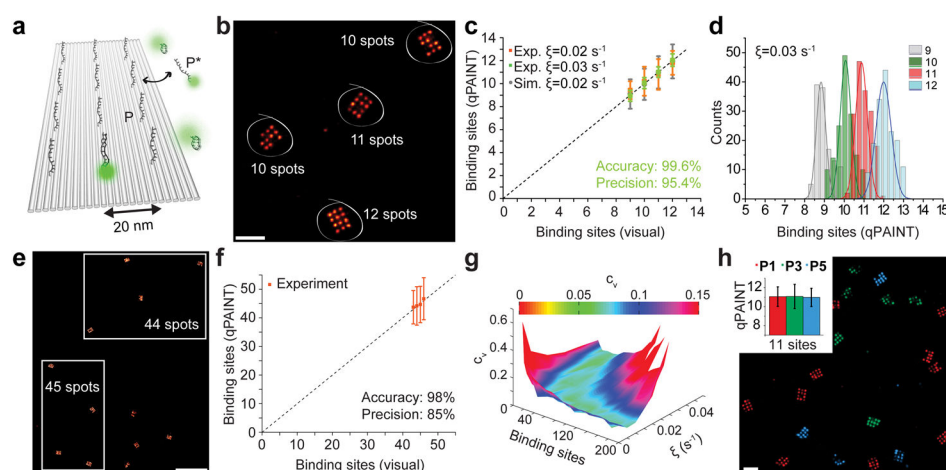 a
P*
P
20 nm
b
10 spots
11 spots
10 spots
12 spots
c
Binding sites (qPAINT)
13
12
10
8
6
4
2
0
Exp. ξ=0.02 s⁻¹
Exp. ξ=0.03 s⁻¹
Sim. ξ=0.02 s⁻¹
Accuracy: 99.6%
Precision: 95.4%
0 2 4 6 8 10 12 14
Binding sites (visual)
d
Counts
50
40
30
20
10
0
ξ=0.03 s⁻¹
9
10
11
12
5 6 7 8 9 10 11 12 13 14 15
Binding sites (qPAINT)
e
44 spots
45 spots
f
Binding sites (qPAINT)
50
40
30
20
10
0
Experiment
Accuracy: 98%
Precision: 85%
0 10 20 30 40 50
Binding sites (visual)
g
cᵥ
0 0.05 0.1 0.15
cᵥ
0.6
0.4
0.2
0
40
120
200
Binding sites
0
0.02
0.04
ξ (s⁻¹)
h
P1 P3 P5
qPAINT
12
10
11 sites